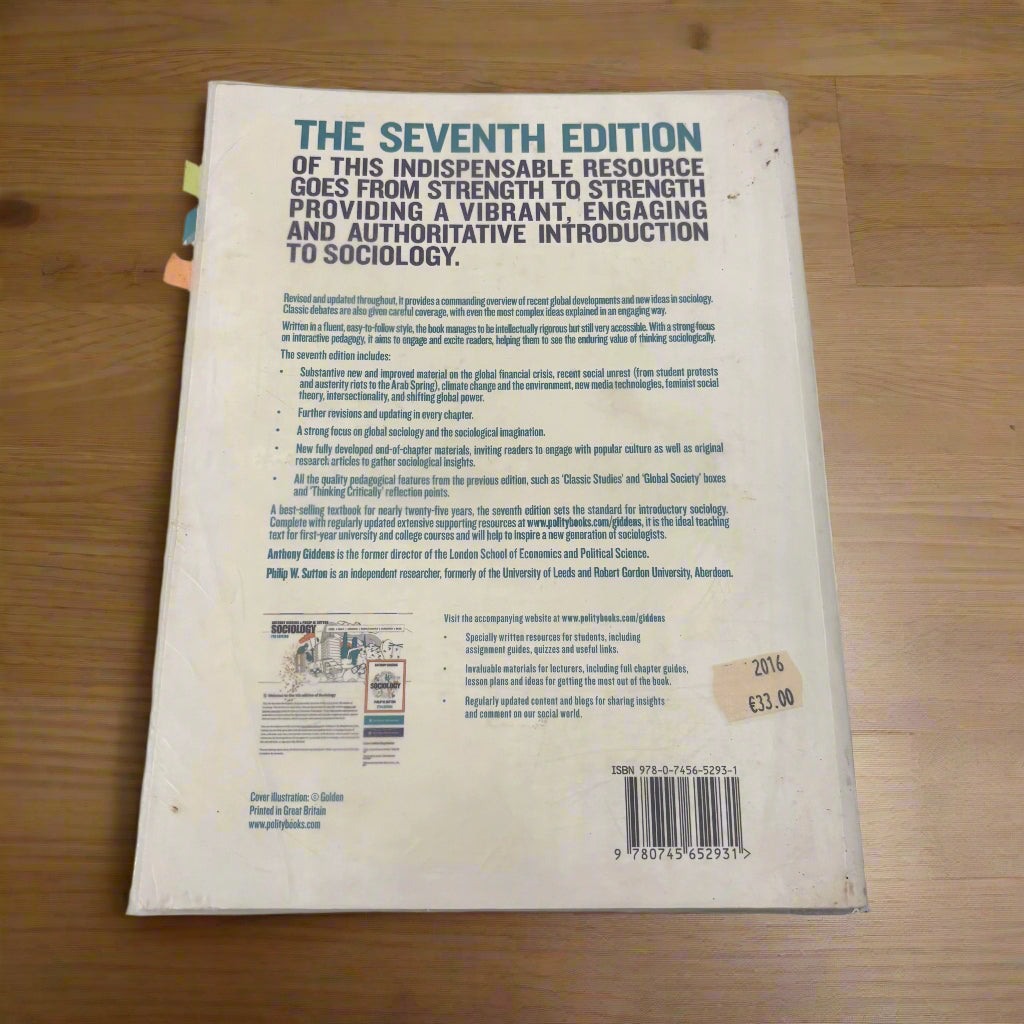 THE SEVENTH EDITION
OF THIS INDISPENSABLE RESOURCE
GOES FROM STRENGTH TO STRENGTH
PROVIDING A VIBRANT, ENGAGING
AND AUTHORITATIVE INTRODUCTION
TO SOCIOLOGY.
Revised and updated throughout, it provides a commanding overview of recent global developments and new ideas in sociology.
Classic debates are also given careful coverage, with even the most complex ideas explained in an engaging way.
Written in a fluent, easy-to-follow style, the book manages to be intellectually rigorous but still very accessible. With a strong focus
on interactive pedagogy, it aims to engage and excite readers, helping them to see the enduring value of thinking sociologically.
The seventh edition includes:
• Substantive new and improved material on the global financial crisis, recent social unrest (from student protests
and austerity riots to the Arab Spring), climate change and the environment, new media technologies, feminist social
theory, intersectionality, and shifting global power.
• Further revisions and updating in every chapter.
• A strong focus on global sociology and the sociological imagination.
• New fully developed end-of-chapter materials, inviting readers to engage with popular culture as well as original
research articles to gather sociological insights.
• All the quality pedagogical features from the previous edition, such as 'Classic Studies' and 'Global Society' boxes
and 'Thinking Critically' reflection points.
A best-selling textbook for nearly twenty-five years, the seventh edition sets the standard for introductory sociology.
Complete with regularly updated extensive supporting resources at www.politybooks.com/giddens, it is the ideal teaching
text for first-year university and college courses and will help to inspire a new generation of sociologists.
Anthony Giddens is the former director of the London School of Economics and Political Science.
Philip W. Sutton is an independent researcher, formerly of the University of Leeds and Robert Gordon University, Aberdeen.
SOCIOLOGY
SOCIOLOGY
Visit the accompanying website at www.politybooks.com/giddens
• Specially written resources for students, including
assignment guides, quizzes and useful links.
• Invaluable materials for lecturers, including full chapter guides,
lesson plans and ideas for getting the most out of the book.
• Regularly updated content and blogs for sharing insights
and comment on our social world.
2016
€33.00
Cover illustration: © Golden
Printed in Great Britain
www.politybooks.com
ISBN 978-0-7456-5293-1
9 780745 652931 >